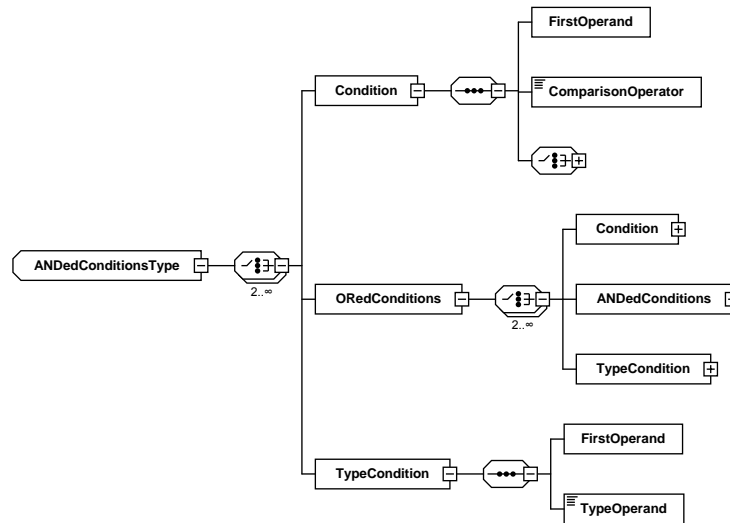 FirstOperand
Condition
ComparisonOperator
Condition
ANDedConditionsType
2..∞
ORedConditions
2..∞
ANDedConditions
TypeCondition
FirstOperand
TypeCondition
TypeOperand